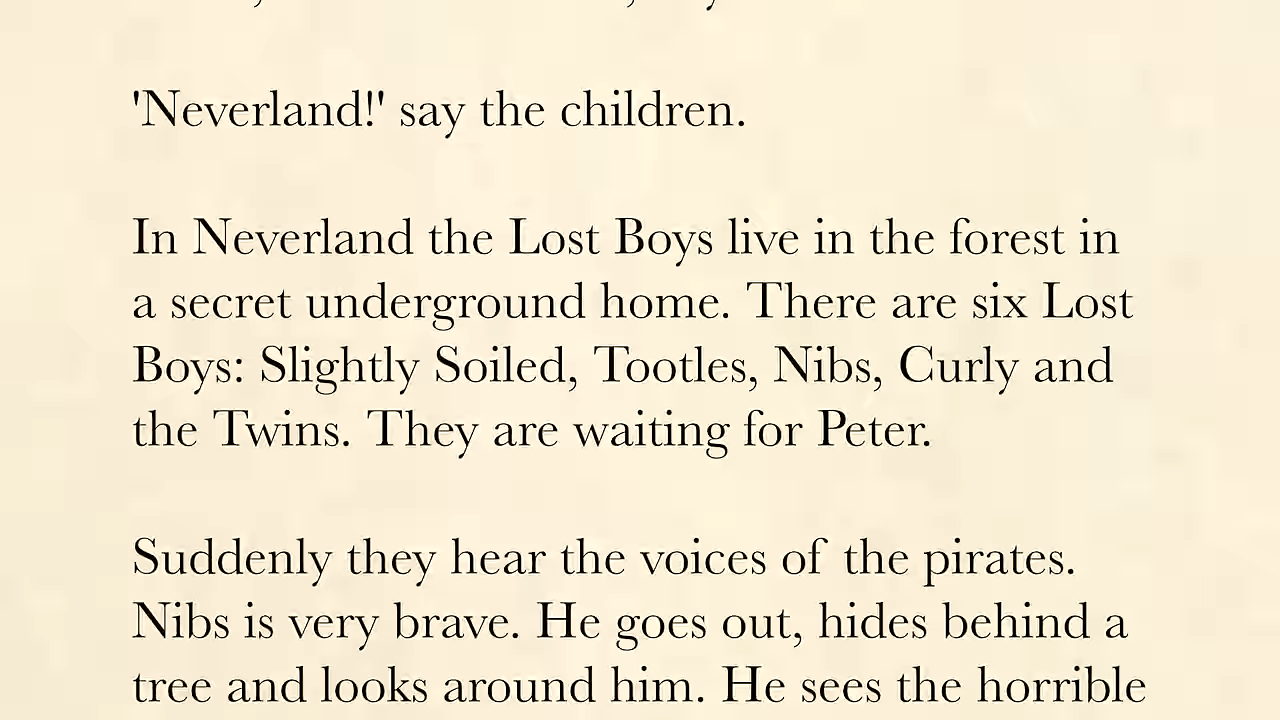 'Neverland!' say the children.
In Neverland the Lost Boys live in the forest in
a secret underground home. There are six Lost
Boys: Slightly Soiled, Tootles, Nibs, Curly and
the Twins. They are waiting for Peter.
Suddenly they hear the voices of the pirates.
Nibs is very brave. He goes out, hides behind a
tree and looks around him. He sees the horrible